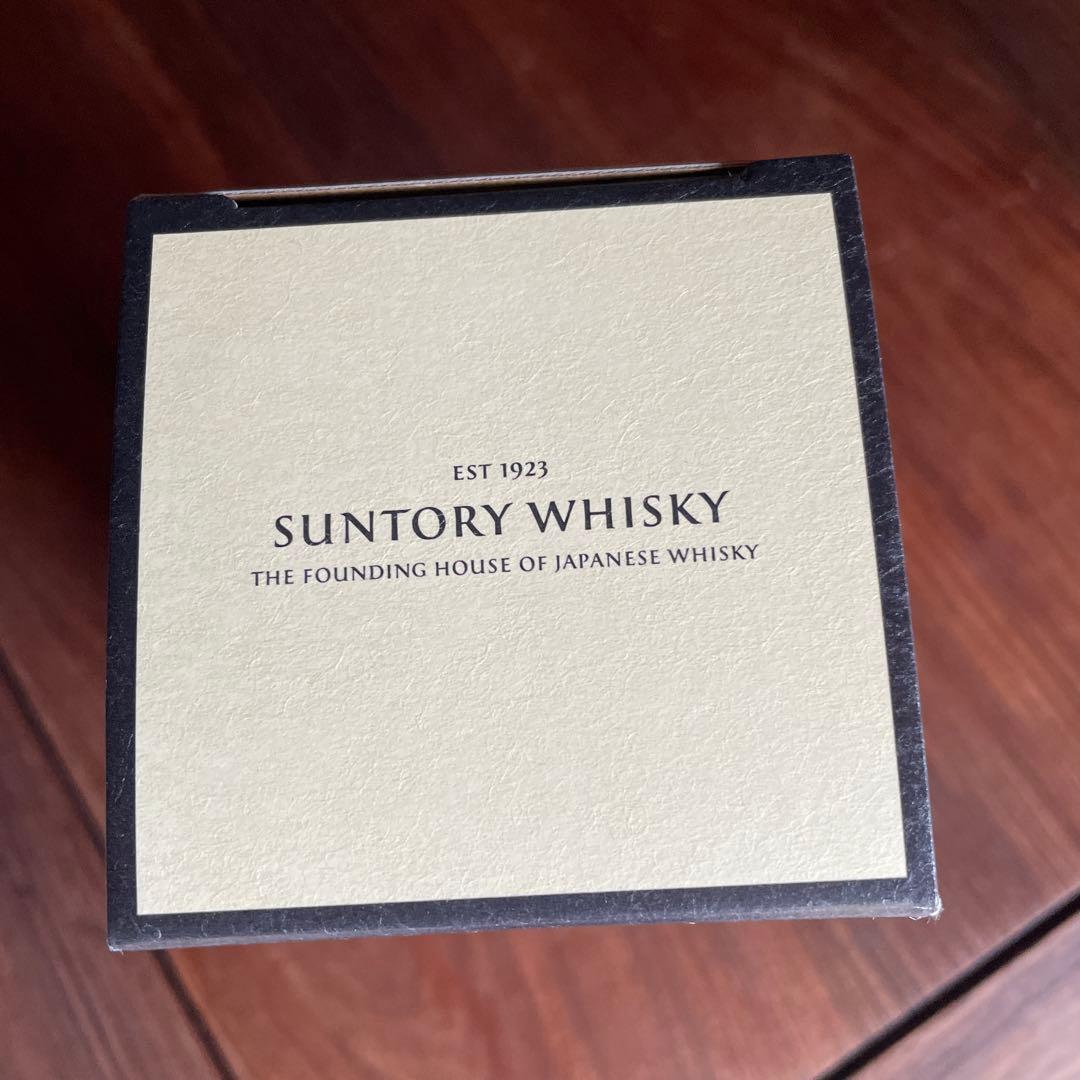 EST 1923
SUNTORY WHISKY
THE FOUNDING HOUSE OF JAPANESE WHISKY